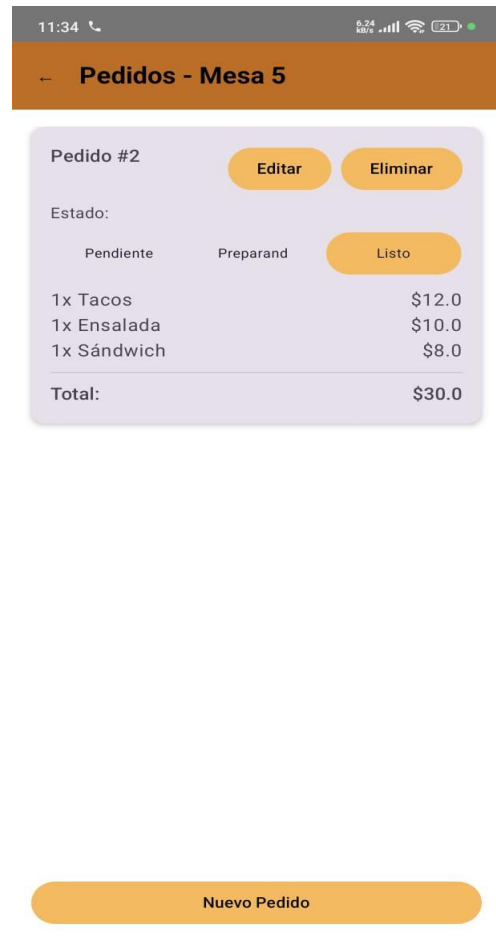 11:34 6.24 KB/s 21
← Pedidos - Mesa 5
Pedido #2 Editar Eliminar
Estado:
Pendiente Preparand Listo
1x Tacos $12.0
1x Ensalada $10.0
1x Sándwich $8.0
Total: $30.0
Nuevo Pedido